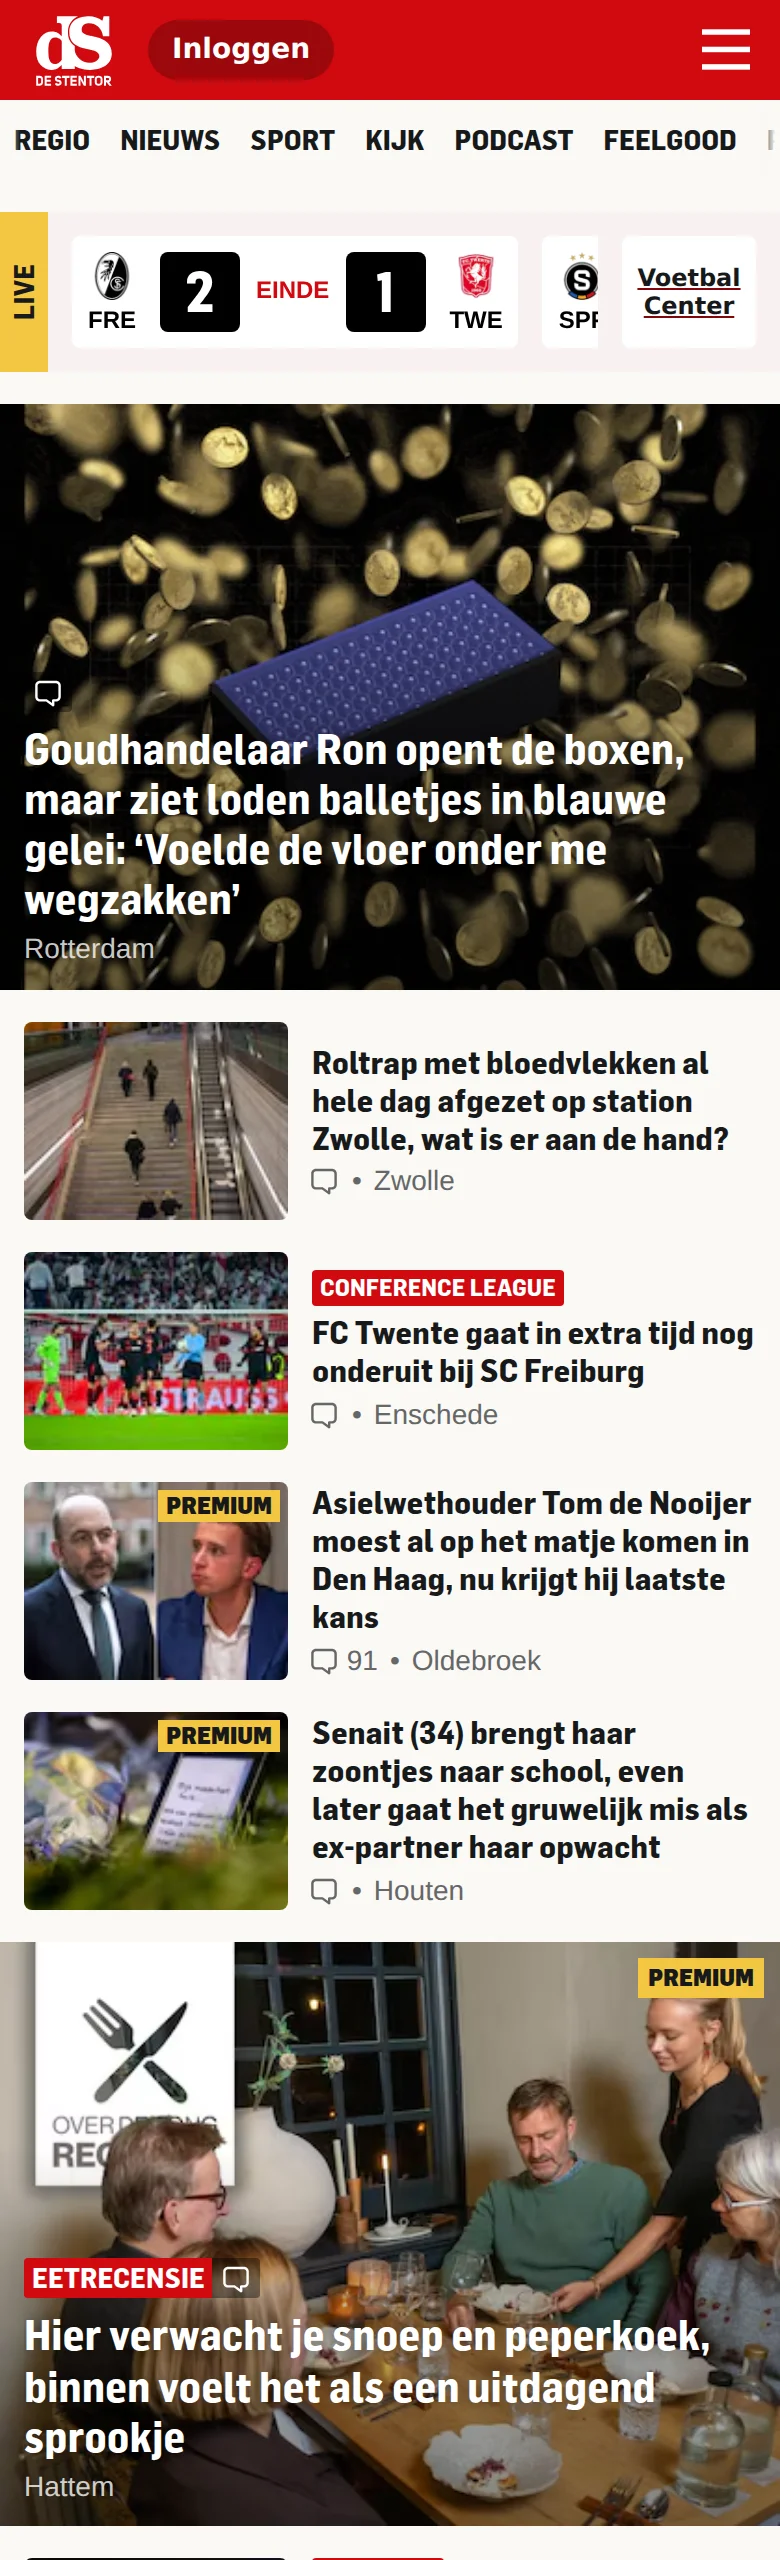 dS
DE STENTOR
Inloggen
REGIO NIEUWS SPORT KIJK PODCAST FEELGOOD
LIVE
2 EINDE 1
FRE TWE
S
SPR
Voetbal
Center
Goudhandelaar Ron opent de boxen,
maar ziet loden balletjes in blauwe
gelei: ‘Voelde de vloer onder me
wegzakken’
Rotterdam
Roltrap met bloedvlekken al
hele dag afgezet op station
Zwolle, wat is er aan de hand?
• Zwolle
CONFERENCE LEAGUE
FC Twente gaat in extra tijd nog
onderuit bij SC Freiburg
• Enschede
STRAUSS
PREMIUM
Asielwethouder Tom de Nooijer
moest al op het matje komen in
Den Haag, nu krijgt hij laatste
kans
91 • Oldebroek
PREMIUM
Senait (34) brengt haar
zoontjes naar school, even
later gaat het gruwelijk mis als
ex-partner haar opwacht
• Houten
PREMIUM
OVER DE TONG
REC
EETRECENSIE
Hier verwacht je snoep en peperkoek,
binnen voelt het als een uitdagend
sprookje
Hattem